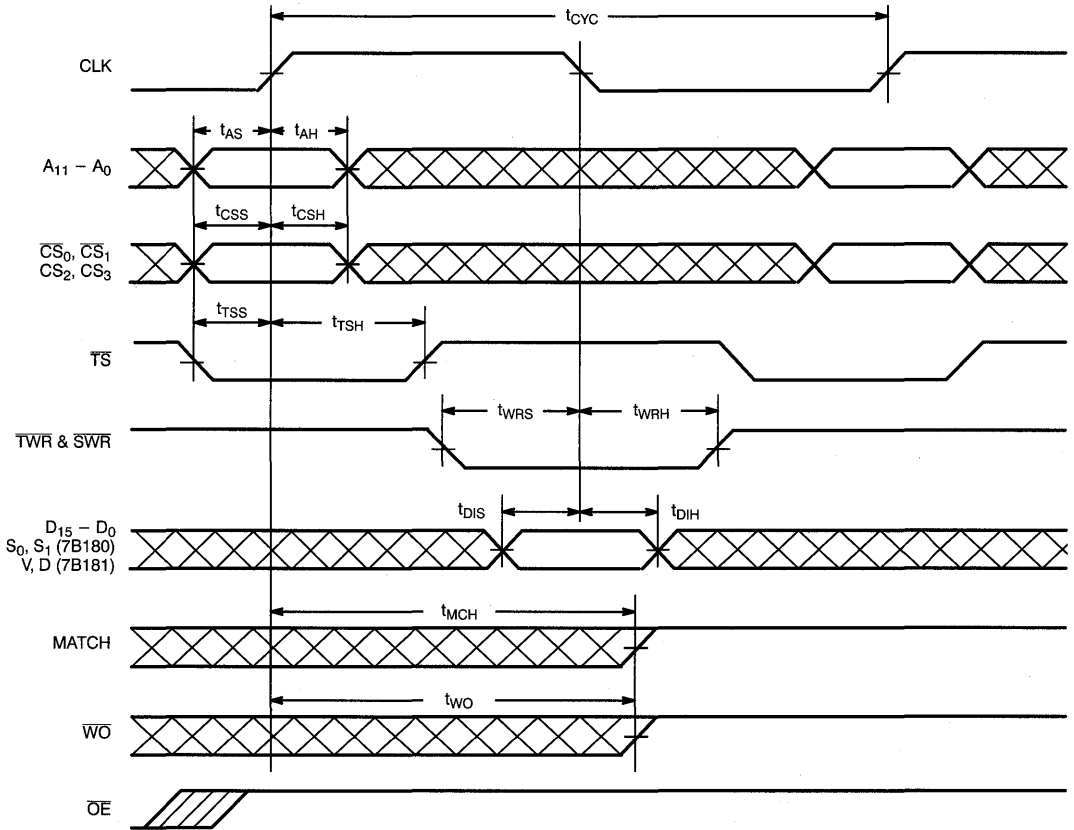 tCYC
CLK
tAS
tAH
A11 – A0
tCSS
tCSH
CS0, CS1
CS2, CS3
tTSS
tTSH
TS
tWRS
tWRH
TWR & SWR
tDIS
tDIH
D15 – D0
S0, S1 (7B180)
V, D (7B181)
tMCH
MATCH
tWO
WO
OE